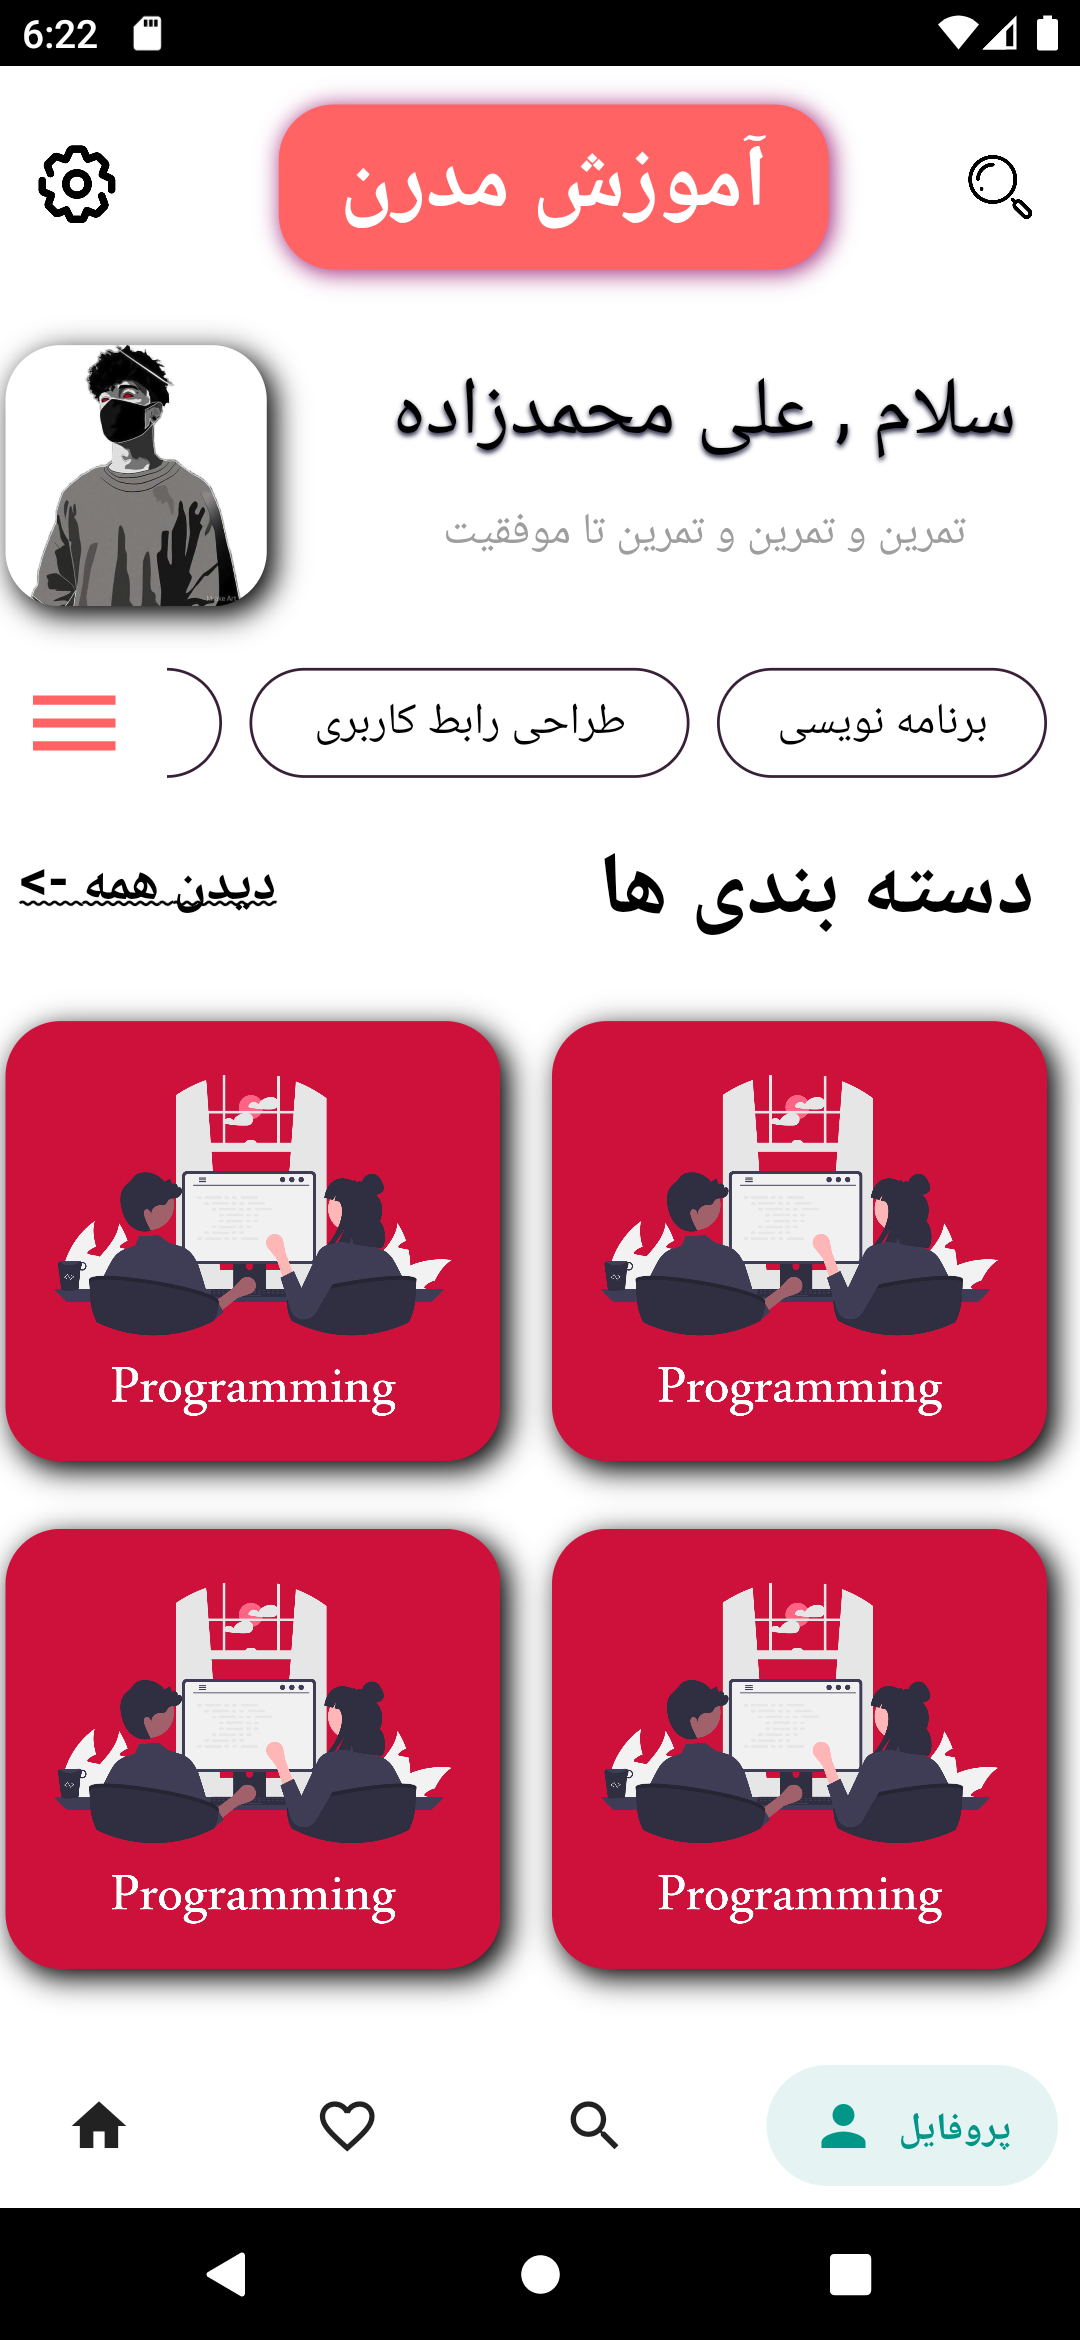 6:22
آموزش مدرن
سلام , علی محمدزاده
تمرین و تمرین و تمرین تا موفقیت
برنامه نویسی
طراحی رابط کاربری
دسته بندی ها
دیدن همه ->
Programming
Programming
Programming
Programming
پروفایل